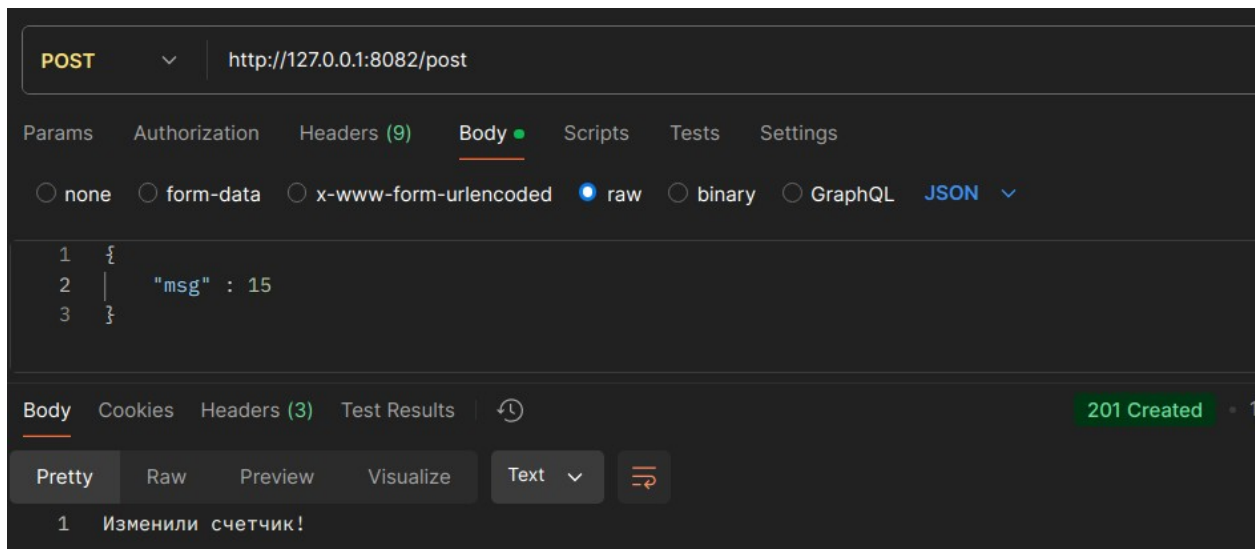 POST http://127.0.0.1:8082/post
Params Authorization Headers (9) Body Scripts Tests Settings
none form-data x-www-form-urlencoded raw binary GraphQL JSON
1 {
2 "msg" : 15
3 }
Body Cookies Headers (3) Test Results 201 Created
Pretty Raw Preview Visualize Text
1 Изменили счетчик!